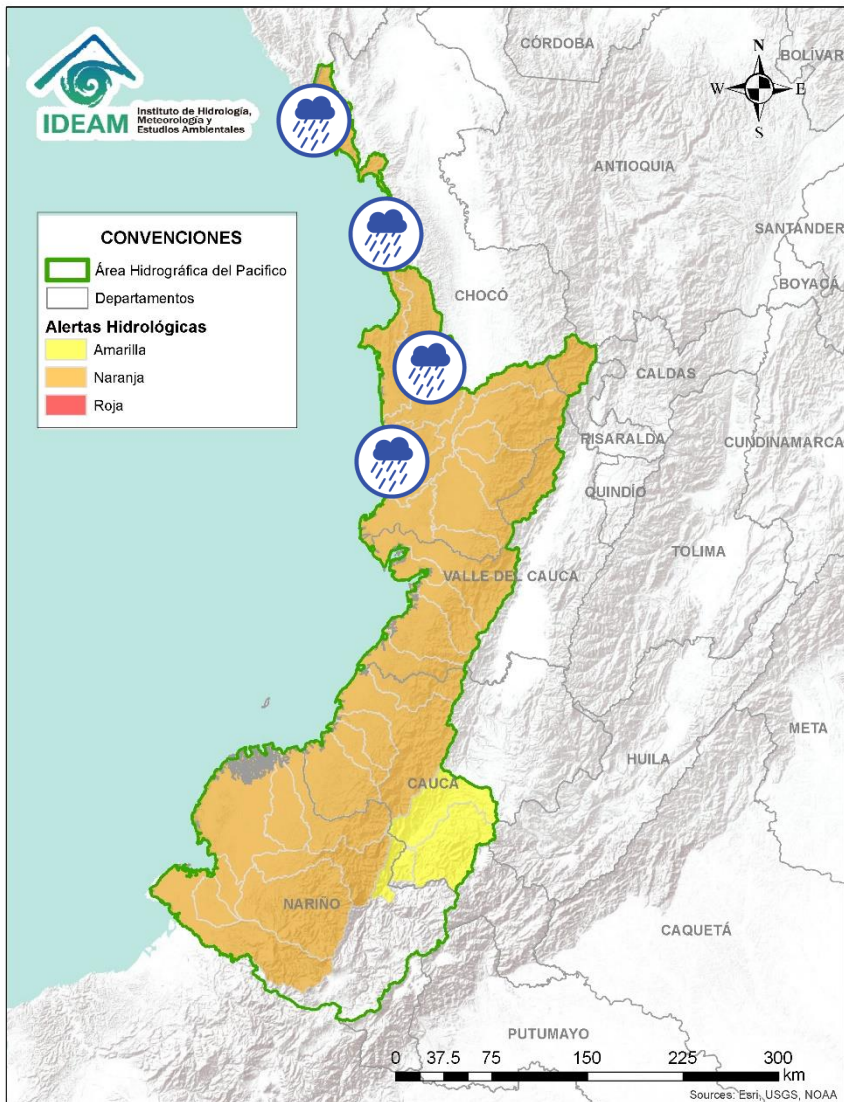 IDEAM
Instituto de Hidrología,
Meteorología y
Estudios Ambientales
CÓRDOBA
BOLÍVAR
N
W
E
S
ANTIOQUIA
SANTANDER
BOYACÁ
CHOCÓ
CALDAS
RISARALDA
CUNDINAMARCA
QUINDÍO
TOLIMA
VALLE DEL CAUCA
META
HUILA
CAUCA
NARIÑO
CAQUETÁ
PUTUMAYO
CONVENCIONES
Área Hidrográfica del Pacifico
Departamentos
Alertas Hidrológicas
Amarilla
Naranja
Roja
0 37.5 75 150 225 300
km
Sources: Esri, USGS, NOAA